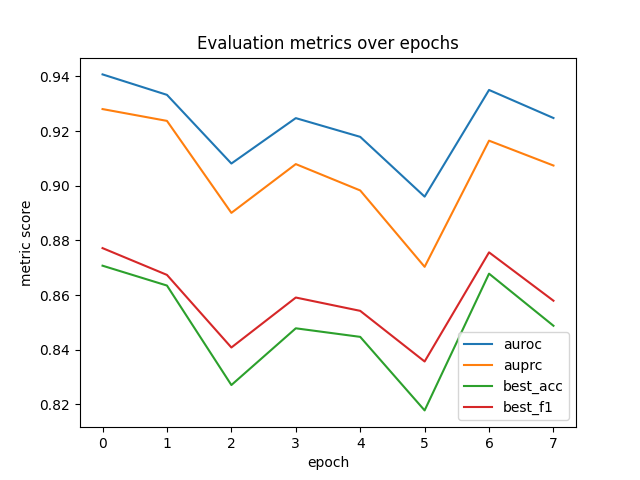 Evaluation metrics over epochs
metric score
0.94
0.92
0.90
0.88
0.86
0.84
0.82
0 1 2 3 4 5 6 7
epoch
auroc
auprc
best_acc
best_f1